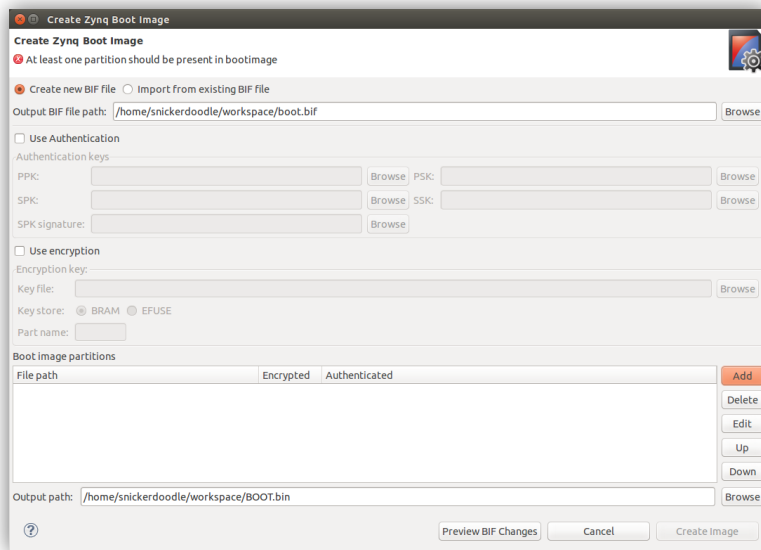 Create Zynq Boot Image
Create Zynq Boot Image
At least one partition should be present in bootimage
Create new BIF file Import from existing BIF file
Output BIF file path: /home/snickerdoodle/workspace/boot.bif Browse
Use Authentication
Authentication keys
PPK: Browse PSK: Browse
SPK: Browse SSK: Browse
SPK signature: Browse
Use encryption
Encryption key:
Key file: Browse
Key store: BRAM EFUSE
Part name:
Boot image partitions
File path Encrypted Authenticated Add
Delete
Edit
Up
Down
Output path: /home/snickerdoodle/workspace/BOOT.bin Browse
? Preview BIF Changes Cancel Create Image